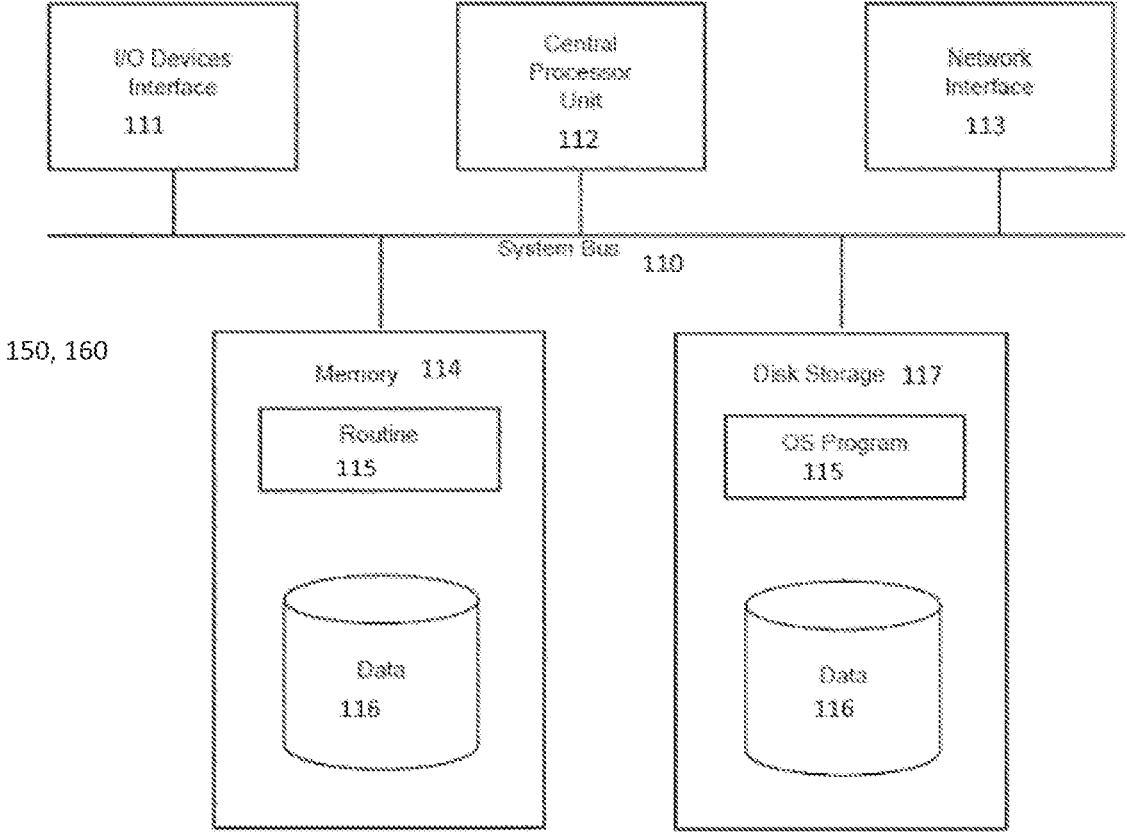 I/O Devices
Interface
111
Central
Processor
Unit
112
Network
Interface
113
System Bus 110
150, 160
Memory 114
Routine
115
Data
116
Disk Storage 117
OS Program
115
Data
116